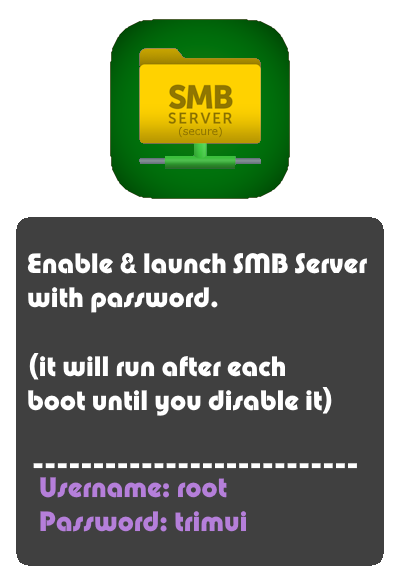 SMB
SERVER
(secure)
Enable & launch SMB Server
with password.
(it will run after each
boot until you disable it)
---------------------------
Username: root
Password: trimui